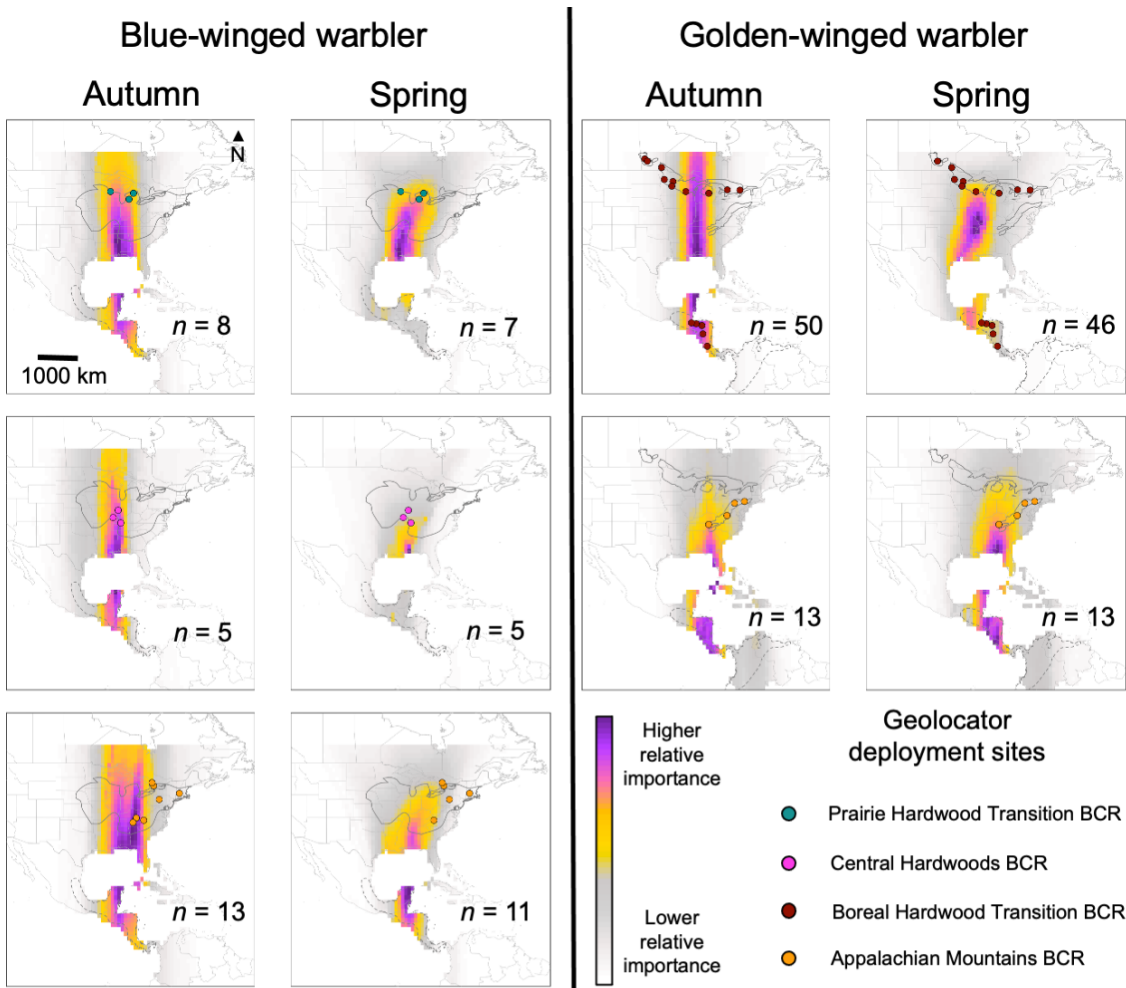 Blue-winged warbler
Golden-winged warbler
Autumn
Spring
Autumn
Spring
N
n = 8
n = 7
n = 50
n = 46
1000 km
n = 5
n = 5
n = 13
n = 13
n = 13
n = 11
Higher
relative
importance
Lower
relative
importance
Geolocator
deployment sites
Prairie Hardwood Transition BCR
Central Hardwoods BCR
Boreal Hardwood Transition BCR
Appalachian Mountains BCR